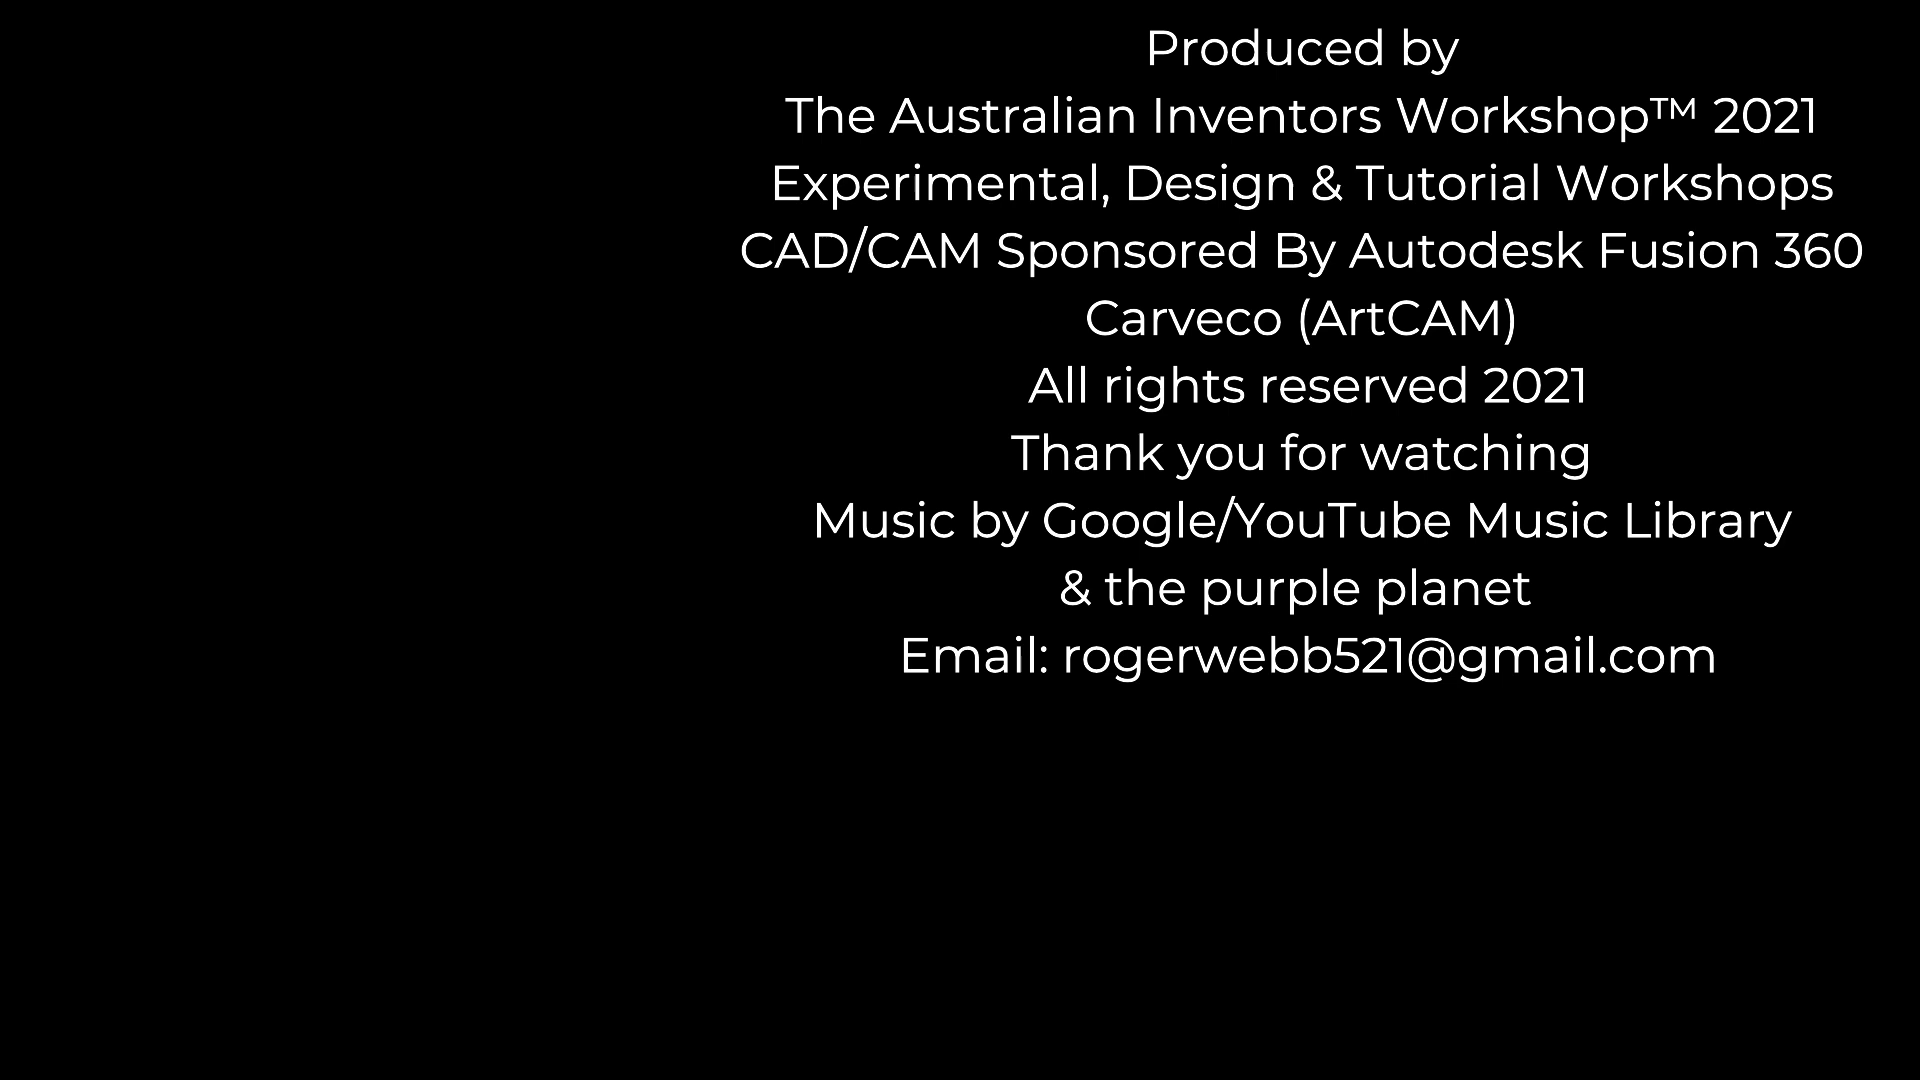 Produced by
The Australian Inventors Workshop™ 2021
Experimental, Design & Tutorial Workshops
CAD/CAM Sponsored By Autodesk Fusion 360
Carveco (ArtCAM)
All rights reserved 2021
Thank you for watching
Music by Google/YouTube Music Library
& the purple planet
Email: rogerwebb521@gmail.com